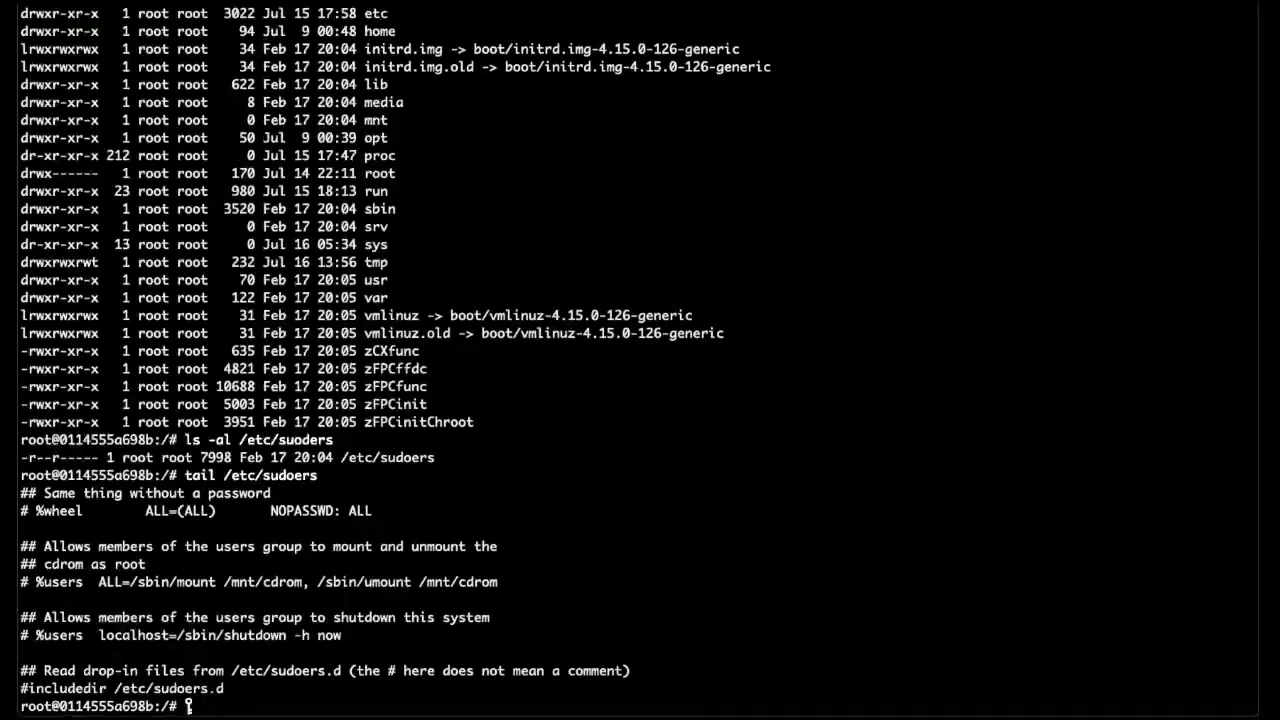 drwxr-xr-x   1 root root  3022 Jul 15 17:58 etc
drwxr-xr-x   1 root root    94 Jul  9 00:48 home
lrwxrwxrwx   1 root root    34 Feb 17 20:04 initrd.img -> boot/initrd.img-4.15.0-126-generic
lrwxrwxrwx   1 root root    34 Feb 17 20:04 initrd.img.old -> boot/initrd.img-4.15.0-126-generic
drwxr-xr-x   1 root root   622 Feb 17 20:04 lib
drwxr-xr-x   1 root root     8 Feb 17 20:04 media
drwxr-xr-x   1 root root     0 Feb 17 20:04 mnt
drwxr-xr-x   1 root root    50 Jul  9 00:39 opt
dr-xr-xr-x 212 root root     0 Jul 15 17:47 proc
drwx------   1 root root   170 Jul 14 22:11 root
drwxr-xr-x  23 root root   980 Jul 15 18:13 run
drwxr-xr-x   1 root root  3520 Feb 17 20:04 sbin
drwxr-xr-x   1 root root     0 Feb 17 20:04 srv
dr-xr-xr-x  13 root root     0 Jul 16 05:34 sys
drwxrwxrwt   1 root root   232 Jul 16 13:56 tmp
drwxr-xr-x   1 root root    70 Feb 17 20:05 usr
drwxr-xr-x   1 root root   122 Feb 17 20:05 var
lrwxrwxrwx   1 root root    31 Feb 17 20:05 vmlinuz -> boot/vmlinuz-4.15.0-126-generic
lrwxrwxrwx   1 root root    31 Feb 17 20:05 vmlinuz.old -> boot/vmlinuz-4.15.0-126-generic
-rwxr-xr-x   1 root root   635 Feb 17 20:05 zCXfunc
-rwxr-xr-x   1 root root  4821 Feb 17 20:05 zFPCffdc
-rwxr-xr-x   1 root root 10688 Feb 17 20:05 zFPCfunc
-rwxr-xr-x   1 root root  5003 Feb 17 20:05 zFPCinit
-rwxr-xr-x   1 root root  3951 Feb 17 20:05 zFPCinitChroot
root@0114555a698b:/# ls -al /etc/suoders
-r--r----- 1 root root 7998 Feb 17 20:04 /etc/sudoers
root@0114555a698b:/# tail /etc/sudoers
## Same thing without a password
# %wheel        ALL=(ALL)       NOPASSWD: ALL
## Allows members of the users group to mount and unmount the
## cdrom as root
# %users  ALL=/sbin/mount /mnt/cdrom, /sbin/umount /mnt/cdrom
## Allows members of the users group to shutdown this system
# %users  localhost=/sbin/shutdown -h now
## Read drop-in files from /etc/sudoers.d (the # here does not mean a comment)
#includedir /etc/sudoers.d
root@0114555a698b:/#